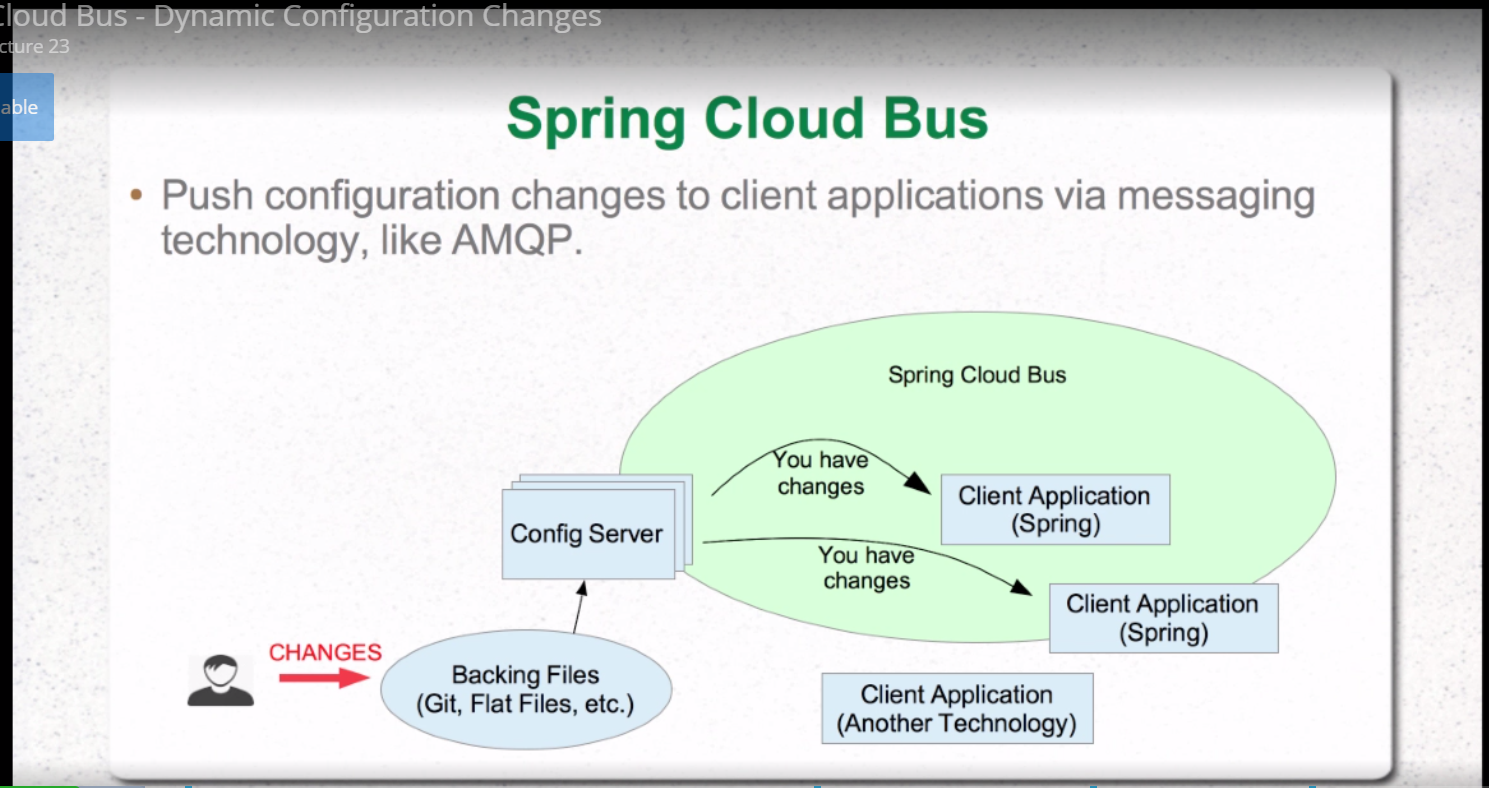 Cloud Bus - Dynamic Configuration Changes
cture 23
able
Spring Cloud Bus
• Push configuration changes to client applications via messaging
technology, like AMQP.
Spring Cloud Bus
You have
changes
Client Application
(Spring)
Config Server
You have
changes
Client Application
(Spring)
CHANGES
Backing Files
(Git, Flat Files, etc.)
Client Application
(Another Technology)